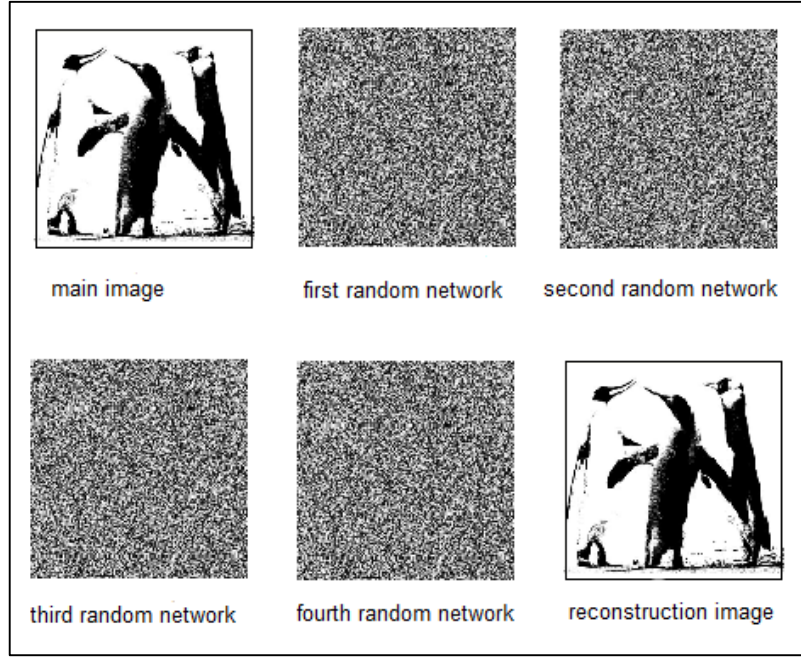 main image
first random network
second random network
third random network
fourth random network
reconstruction image